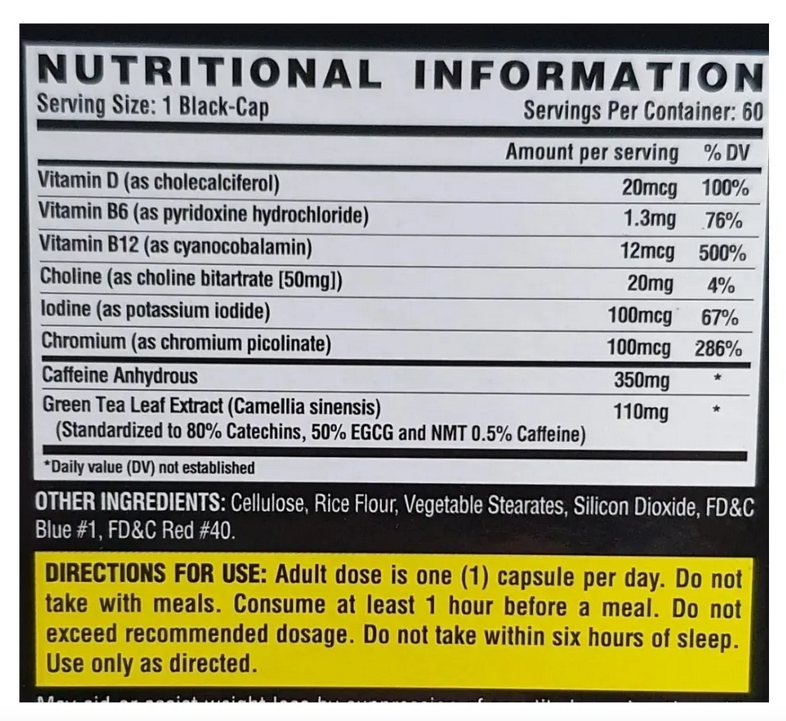 NUTRITIONAL INFORMATION
Serving Size: 1 Black-Cap Servings Per Container: 60
Amount per serving % DV
Vitamin D (as cholecalciferol) 20mcg 100%
Vitamin B6 (as pyridoxine hydrochloride) 1.3mg 76%
Vitamin B12 (as cyanocobalamin) 12mcg 500%
Choline (as choline bitartrate [50mg]) 20mg 4%
Iodine (as potassium iodide) 100mcg 67%
Chromium (as chromium picolinate) 100mcg 286%
Caffeine Anhydrous 350mg *
Green Tea Leaf Extract (Camellia sinensis) 110mg *
(Standardized to 80% Catechins, 50% EGCG and NMT 0.5% Caffeine)
*Daily value (DV) not established
OTHER INGREDIENTS: Cellulose, Rice Flour, Vegetable Stearates, Silicon Dioxide, FD&C
Blue #1, FD&C Red #40.
DIRECTIONS FOR USE: Adult dose is one (1) capsule per day. Do not
take with meals. Consume at least 1 hour before a meal. Do not
exceed recommended dosage. Do not take within six hours of sleep.
Use only as directed.
May aid or assist weight loss by